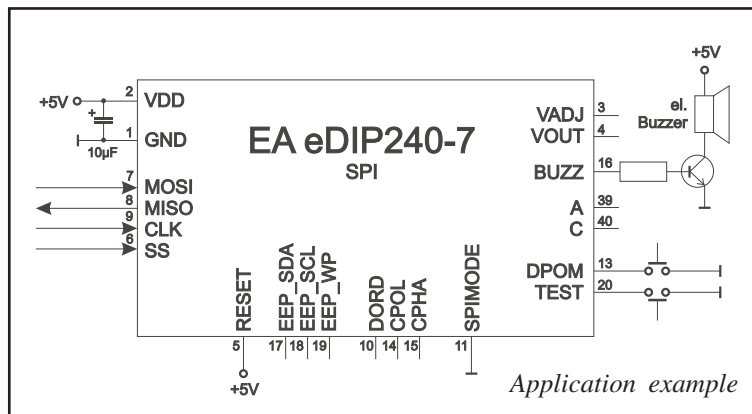 +5V
2
VDD
1
GND
10µF
+
7
MOSI
8
MISO
9
CLK
6
SS
EA eDIP240-7
SPI
VADJ
3
VOUT
4
BUZZ
16
A
39
C
40
DPOM
13
TEST
20
+5V
el.
Buzzer
RESET
EEP_SDA
EEP_SCL
EEP_WP
DORD
CPOL
CPHA
SPIMODE
5
17
18
19
10
14
15
11
+5V
Application example